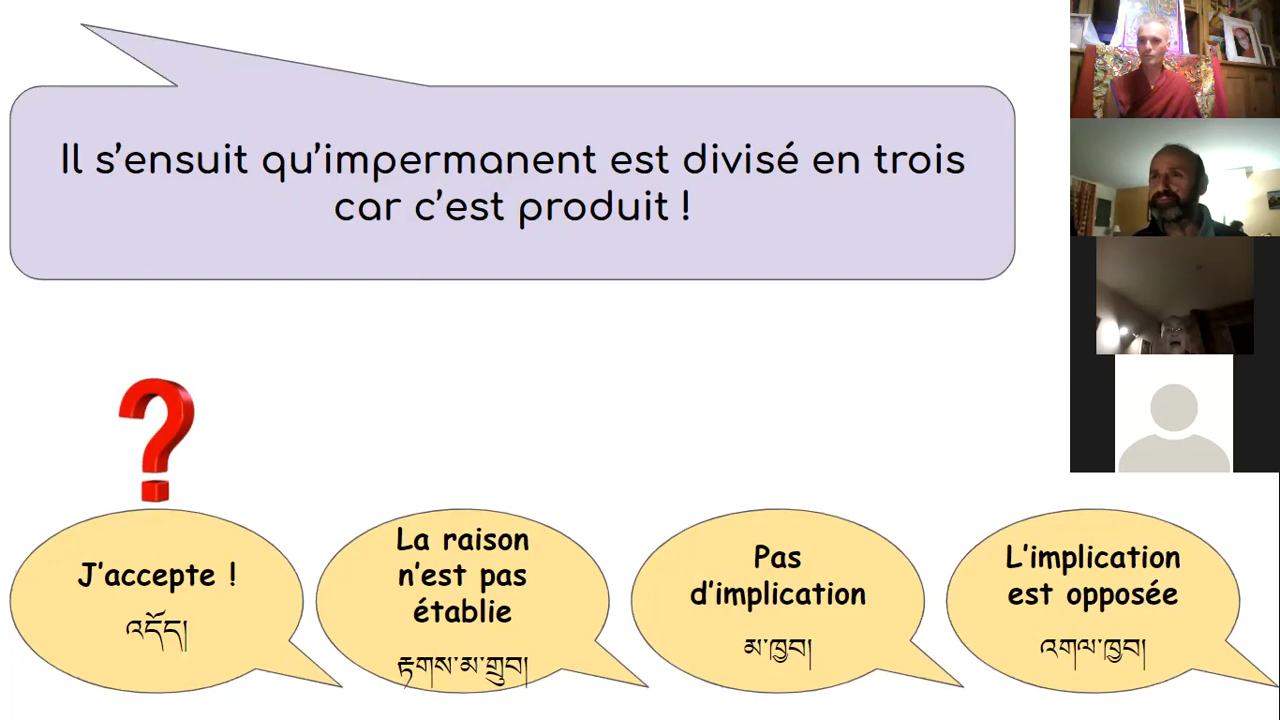 Il s’ensuit qu’impermanent est divisé en trois
car c’est produit !
J’accepte !
འདོད།
La raison
n’est pas
établie
རྟགས་མ་གྲུབ།
Pas
d’implication
མ་ཁྱབ།
L’implication
est opposée
འགལ་ཁྱབ།